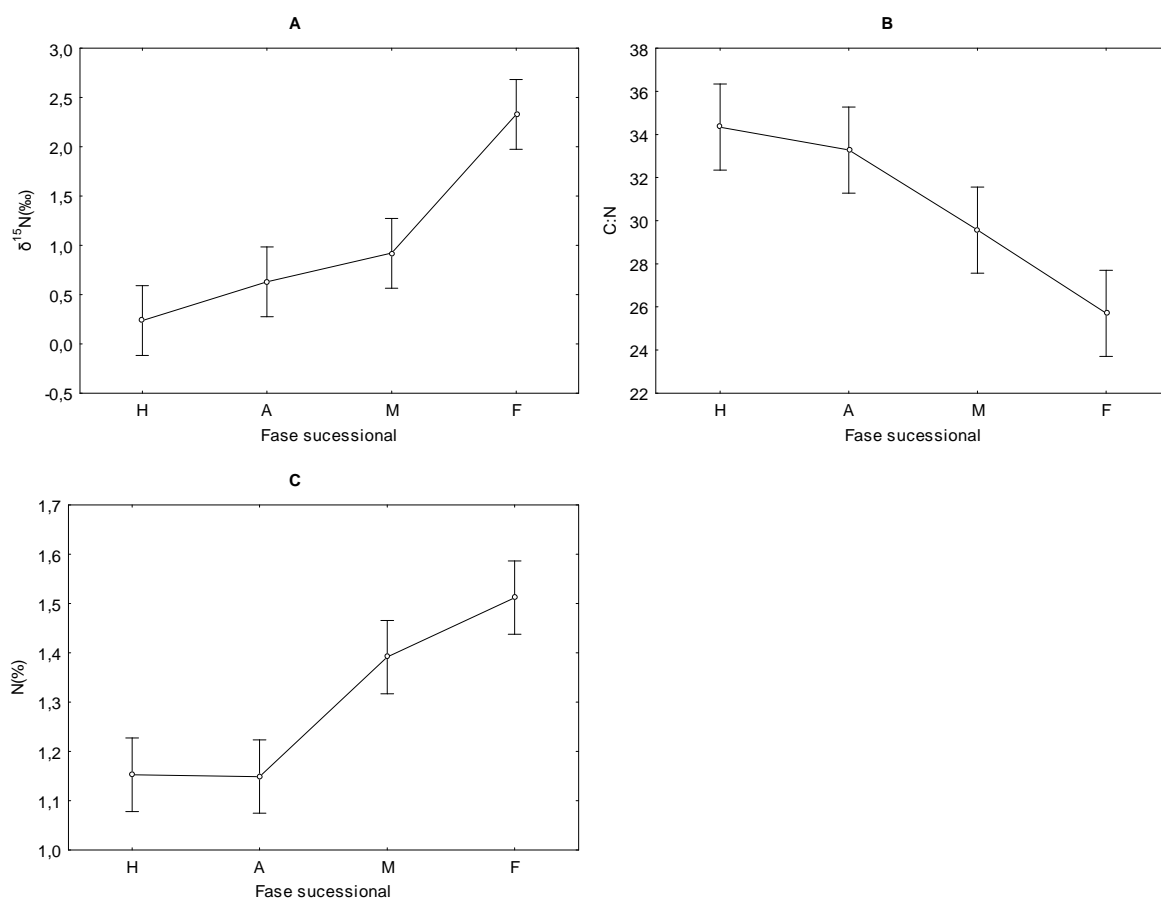 A
3,0
2,5
2,0
1,5
1,0
0,5
0,0
-0,5
δ¹⁵N(‰)
H A M F
Fase sucessional
B
38
36
34
32
30
28
26
24
22
C:N
H A M F
Fase sucessional
C
1,7
1,6
1,5
1,4
1,3
1,2
1,1
1,0
N(%)
H A M F
Fase sucessional